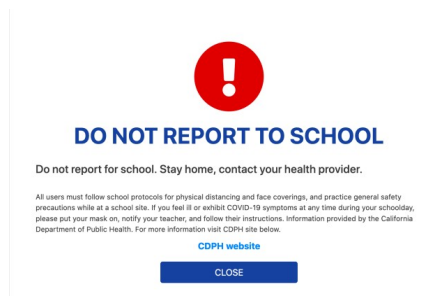 DO NOT REPORT TO SCHOOL
Do not report for school. Stay home, contact your health provider.
All users must follow school protocols for physical distancing and face coverings, and practice general safety
precautions while at a school site. If you feel ill or exhibit COVID-19 symptoms at any time during your schoolday,
please put your mask on, notify your teacher, and follow their instructions. Information provided by the California
Department of Public Health. For more information visit CDPH site below.
CDPH website
CLOSE